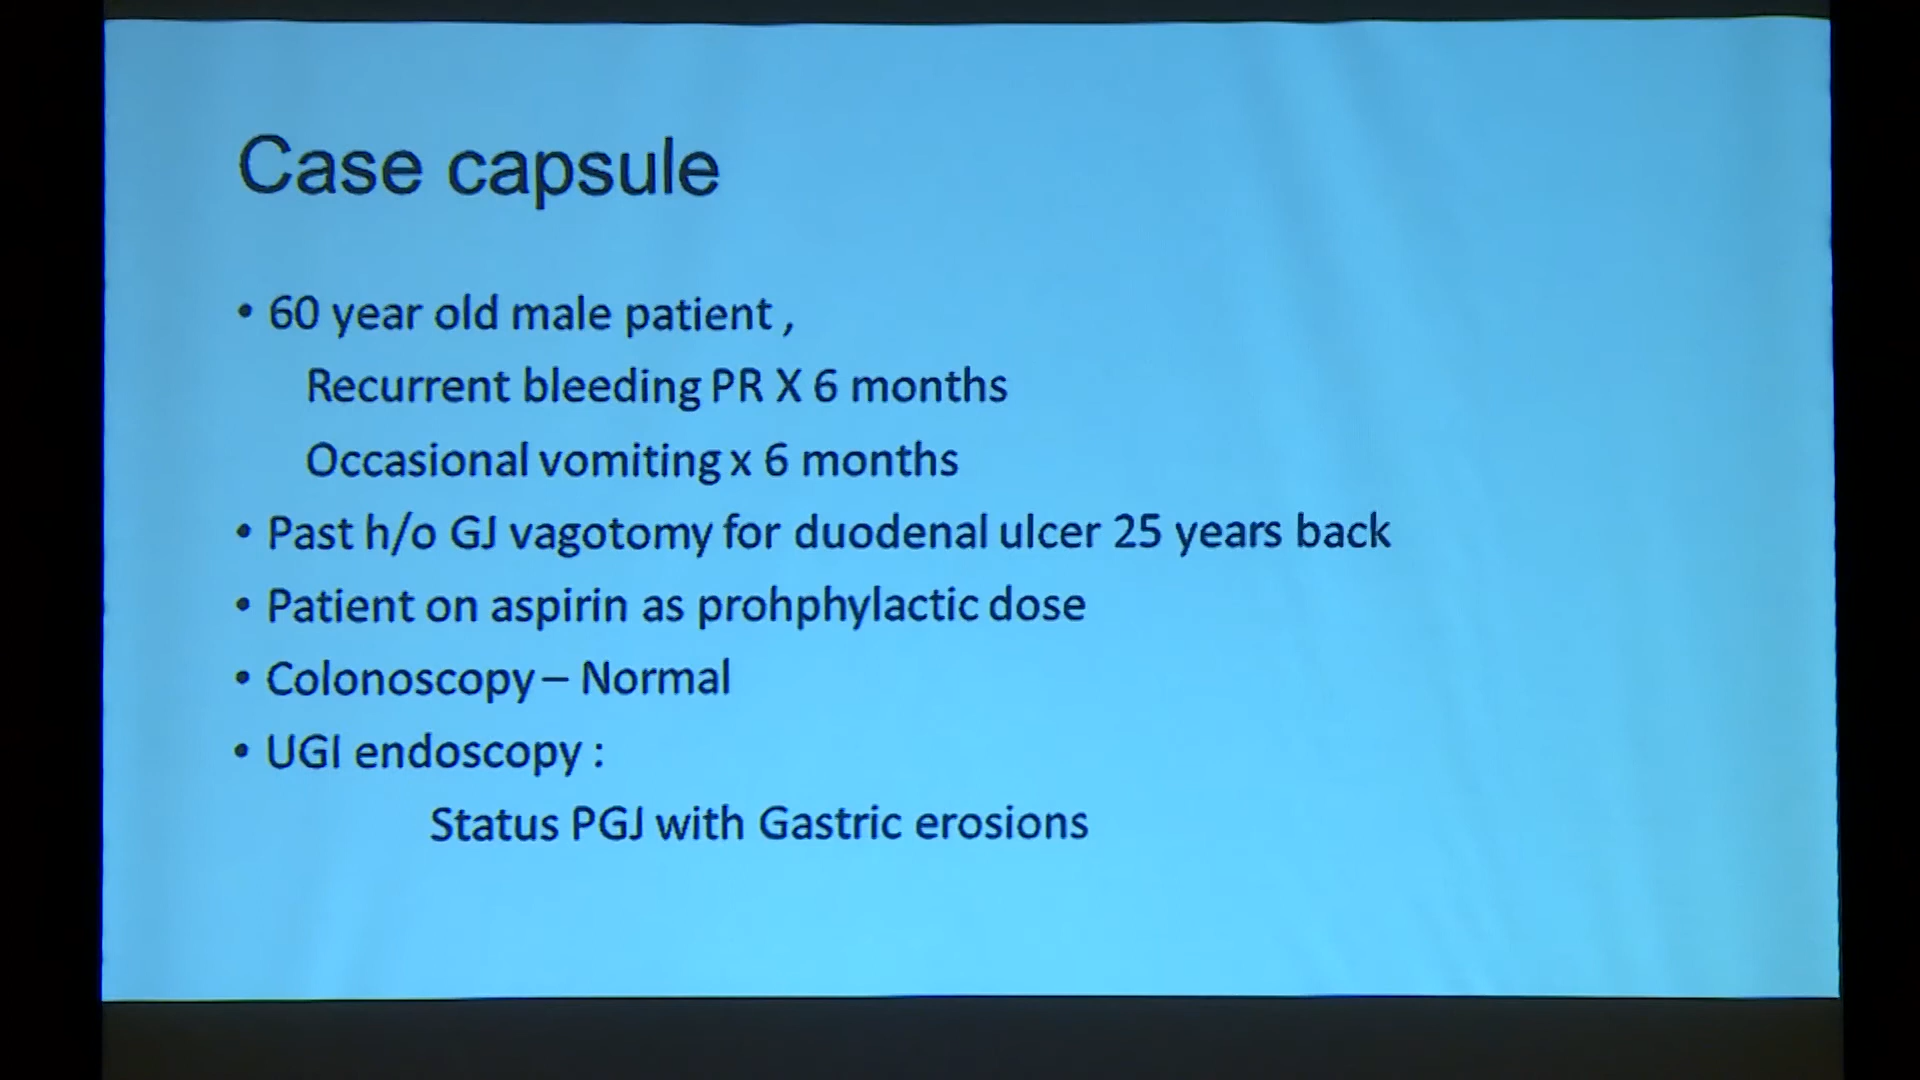 Case capsule
• 60 year old male patient ,
Recurrent bleeding PR X 6 months
Occasional vomiting x 6 months
• Past h/o GJ vagotomy for duodenal ulcer 25 years back
• Patient on aspirin as prohphylactic dose
• Colonoscopy – Normal
• UGI endoscopy :
Status PGJ with Gastric erosions